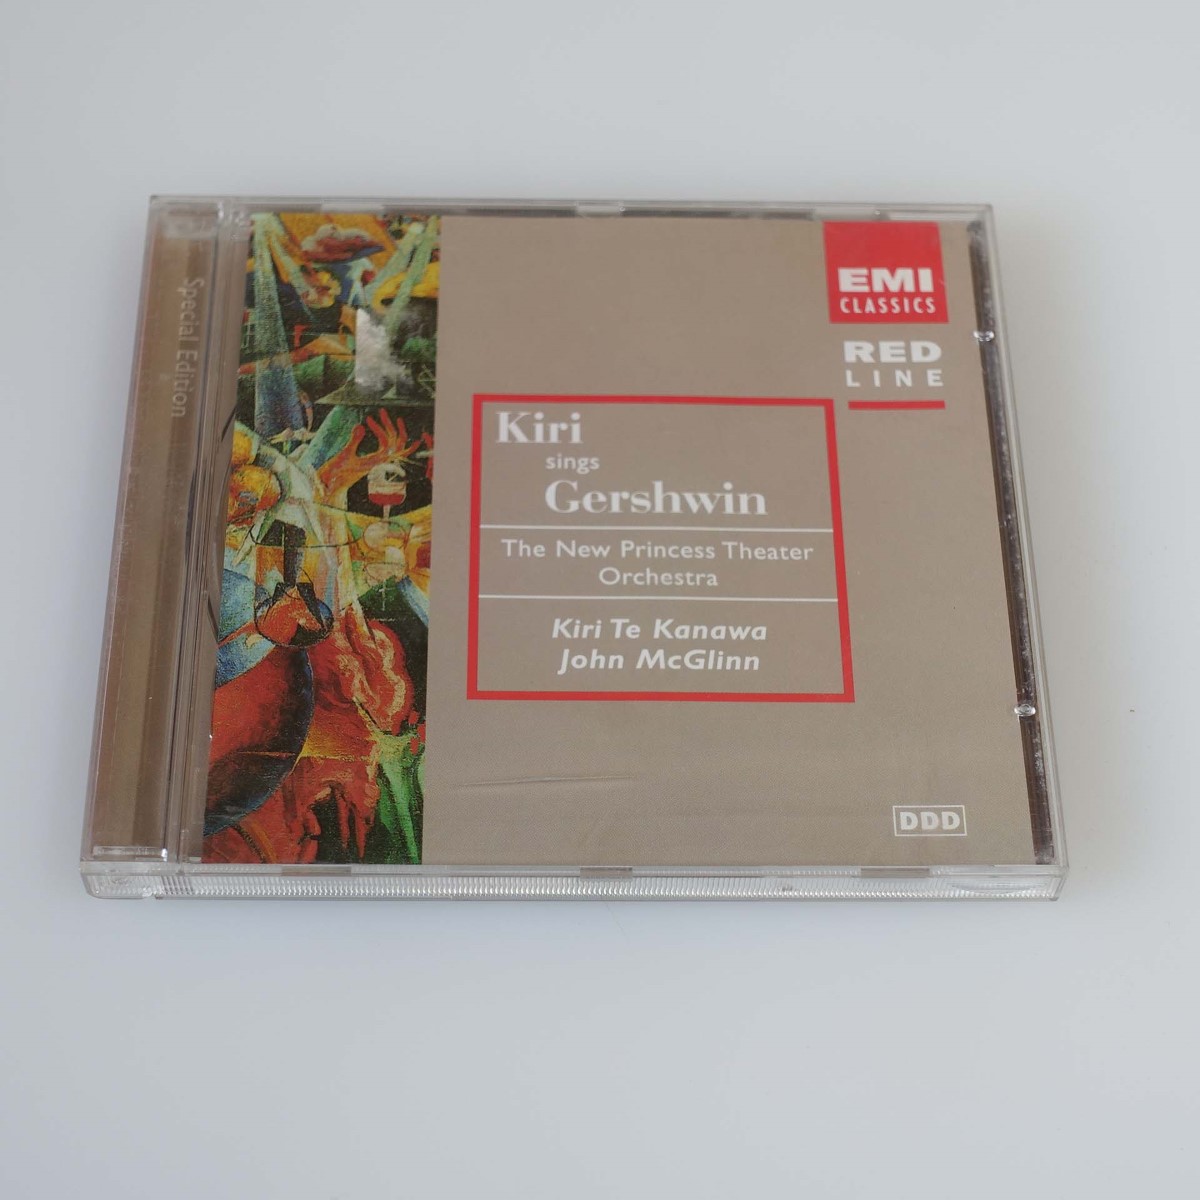 Special Edition
EMI
CLASSICS
RED
LINE
Kiri
sings
Gershwin
The New Princess Theater
Orchestra
Kiri Te Kanawa
John McGlinn
DDD